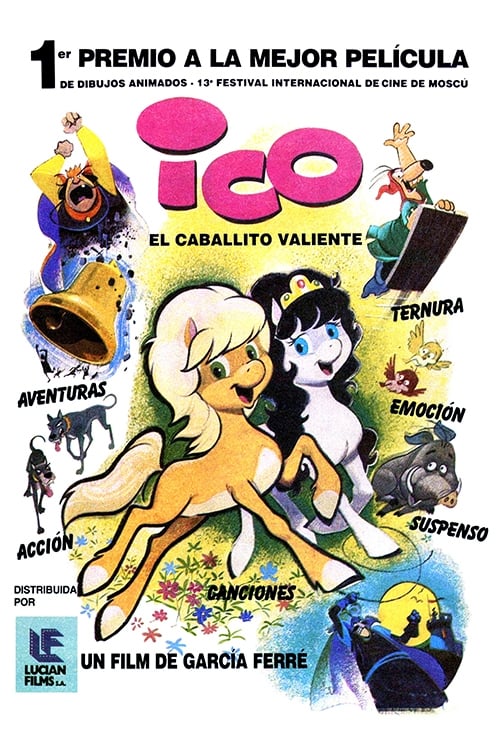 1er PREMIO A LA MEJOR PELÍCULA
DE DIBUJOS ANIMADOS - 13º FESTIVAL INTERNACIONAL DE CINE DE MOSCÚ
ico
EL CABALLITO VALIENTE
TERNURA
AVENTURAS
EMOCIÓN
SUSPENSO
ACCIÓN
CANCIONES
DISTRIBUIDA
POR
LF
LUCIAN
FILMS S.A.
UN FILM DE GARCÍA FERRÉ